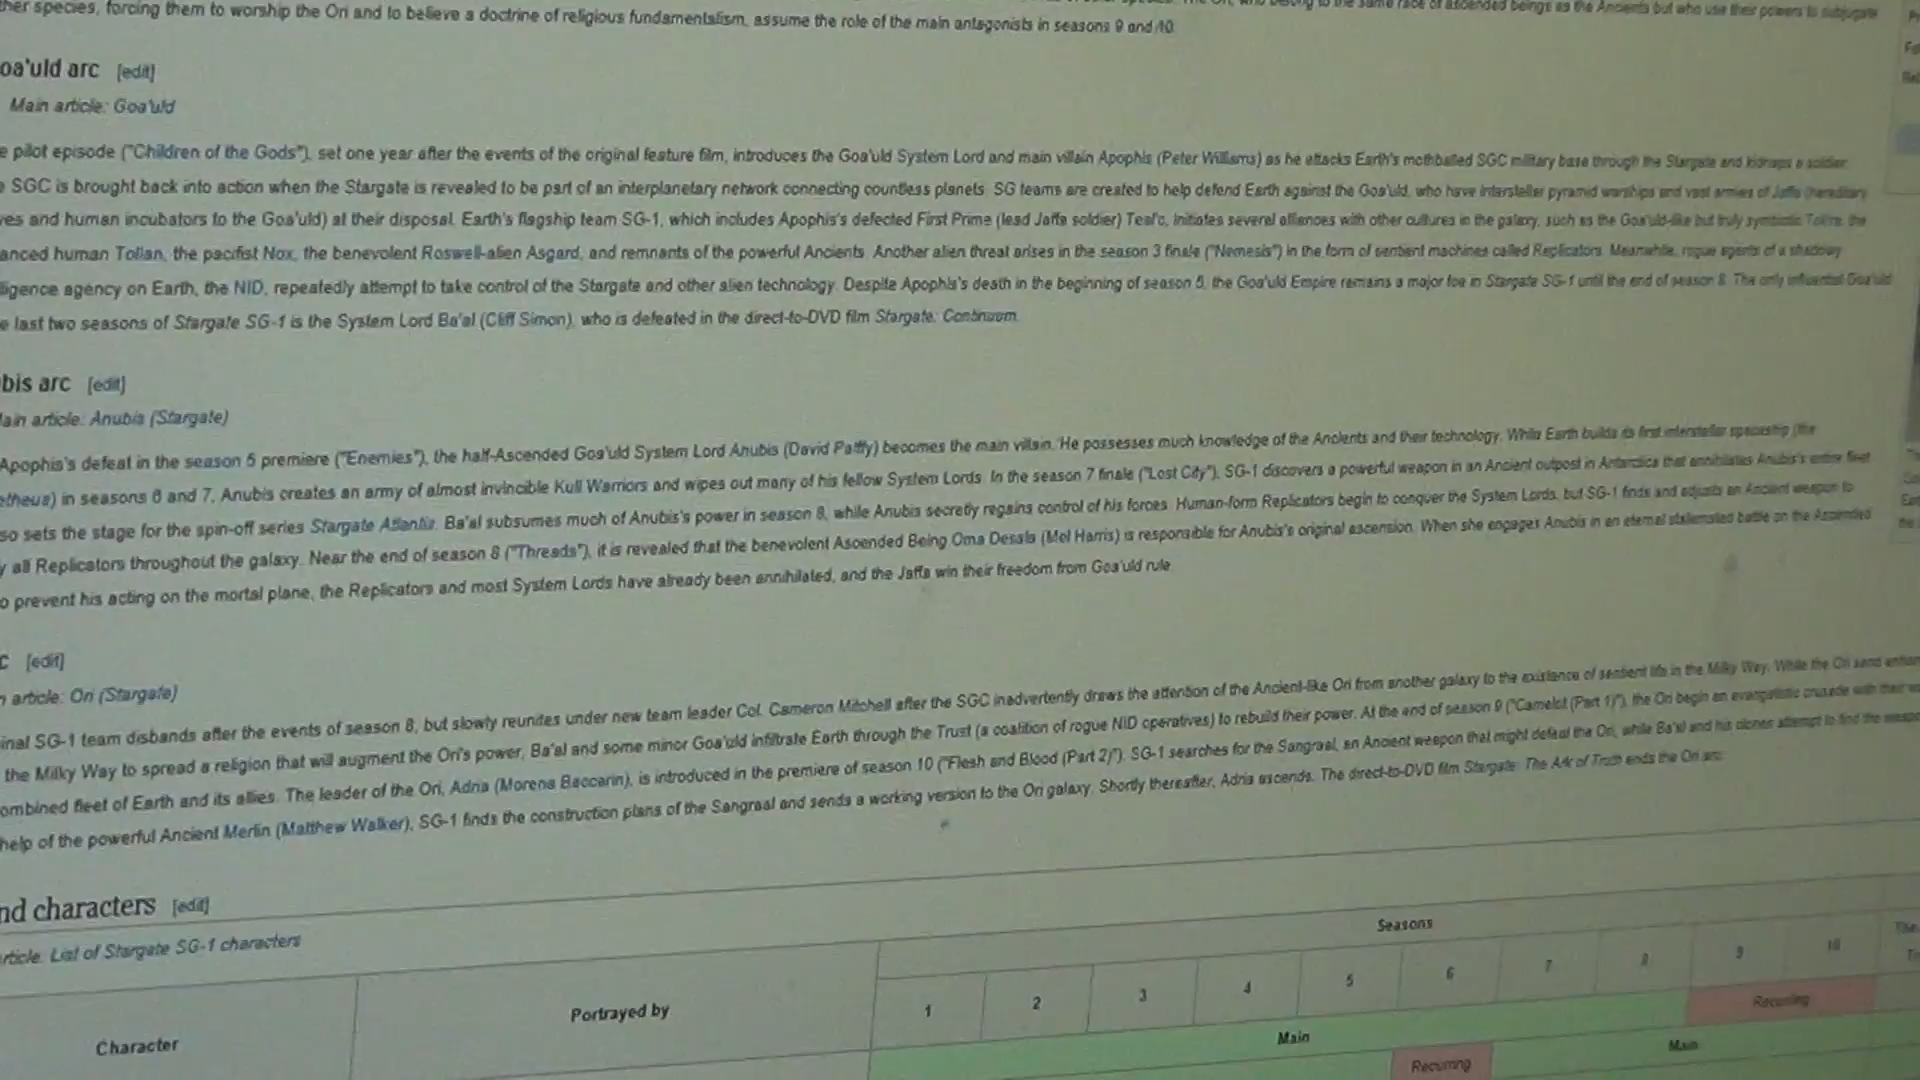 her species, forcing them to worship the Ori and to believe a doctrine of religious fundamentalism, assume the role of the main antagonists in seasons 9 and 10
oa'uld arc [edit]
Main article: Goa'uld
e pilot episode ("Children of the Gods"), set one year after the events of the original feature film, introduces the Goa'uld System Lord and main villain Apophis (Peter Williams) as he attacks Earth's mothballed SGC military base through the Stargate and kidnaps a soldier.
SGC is brought back into action when the Stargate is revealed to be part of an interplanetary network connecting countless planets. SG teams are created to help defend Earth against the Goa'uld, who have interstellar pyramid warships and vast armies of Jaffa (hereditary
ves and human incubators to the Goa'uld) at their disposal. Earth's flagship team SG-1, which includes Apophis's defected First Prime (lead Jaffa soldier) Teal'c, initiates several alliances with other cultures in the galaxy, such as the Goa'uld-like but truly symbiotic Tok'ra, the
anced human Tollan, the pacifist Nox, the benevolent Roswell-alien Asgard, and remnants of the powerful Ancients. Another alien threat arises in the season 3 finale ("Nemesis") in the form of sentient machines called Replicators. Meanwhile, rogue agents of a shadowy
ligence agency on Earth, the NID, repeatedly attempt to take control of the Stargate and other alien technology. Despite Apophis's death in the beginning of season 5, the Goa'uld Empire remains a major foe in Stargate SG-1 until the end of season 8. The only influential Goa'uld
e last two seasons of Stargate SG-1 is the System Lord Ba'al (Cliff Simon), who is defeated in the direct-to-DVD film Stargate: Continuum.
bis arc [edit]
ain article: Anubis (Stargate)
Apophis's defeat in the season 5 premiere ("Enemies"), the half-Ascended Goa'uld System Lord Anubis (David Palffy) becomes the main villain. He possesses much knowledge of the Ancients and their technology. While Earth builds its first interstellar spaceship (the
etheus) in seasons 6 and 7, Anubis creates an army of almost invincible Kull Warriors and wipes out many of his fellow System Lords. In the season 7 finale ("Lost City"), SG-1 discovers a powerful weapon in an Ancient outpost in Antarctica that annihilates Anubis's entire fleet
so sets the stage for the spin-off series Stargate Atlantis. Ba'al subsumes much of Anubis's power in season 8, while Anubis secretly regains control of his forces. Human-form Replicators begin to conquer the System Lords, but SG-1 finds and adjusts an Ancient weapon to
y all Replicators throughout the galaxy. Near the end of season 8 ("Threads"), it is revealed that the benevolent Ascended Being Oma Desala (Mel Harris) is responsible for Anubis's original ascension. When she engages Anubis in an eternal stalemated battle on the Ascended
o prevent his acting on the mortal plane, the Replicators and most System Lords have already been annihilated, and the Jaffa win their freedom from Goa'uld rule.
c [edit]
n article: Ori (Stargate)
inal SG-1 team disbands after the events of season 8, but slowly reunites under new team leader Col. Cameron Mitchell after the SGC inadvertently draws the attention of the Ancient-like Ori from another galaxy to the existence of sentient life in the Milky Way. While the Ori send
the Milky Way to spread a religion that will augment the Ori's power, Ba'al and some minor Goa'uld infiltrate Earth through the Trust (a coalition of rogue NID operatives) to rebuild their power. At the end of season 9 ("Camelot (Part 1)"), the Ori begin an evangelistic crusade with their
ombined fleet of Earth and its allies. The leader of the Ori, Adria (Morena Baccarin), is introduced in the premiere of season 10 ("Flesh and Blood (Part 2)"). SG-1 searches for the Sangraal, an Ancient weapon that might defeat the Ori, while Ba'al and his clones attempt to find the
help of the powerful Ancient Merlin (Matthew Walker), SG-1 finds the construction plans of the Sangraal and sends a working version to the Ori galaxy. Shortly thereafter, Adria ascends. The direct-to-DVD film Stargate: The Ark of Truth ends the Ori arc.
nd characters [edit]
rticle: List of Stargate SG-1 characters
Seasons
Character Portrayed by 1 2 3 4 5 6 7 8 9 10
Main Recurring
Recurring Main